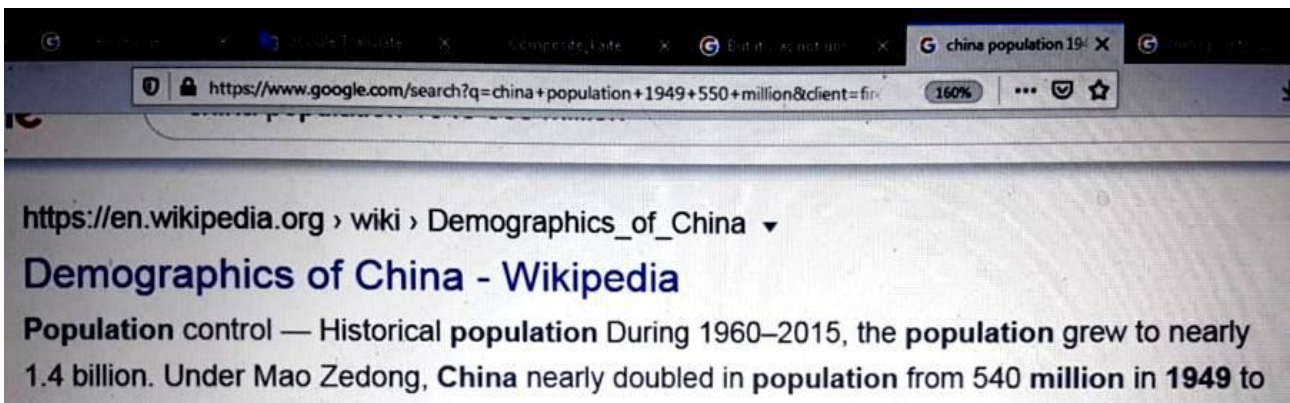 china population 19
https://www.google.com/search?q=china+population+1949+550+million&client=fir
160%
https://en.wikipedia.org › wiki › Demographics_of_China
Demographics of China - Wikipedia
Population control — Historical population During 1960–2015, the population grew to nearly
1.4 billion. Under Mao Zedong, China nearly doubled in population from 540 million in 1949 to